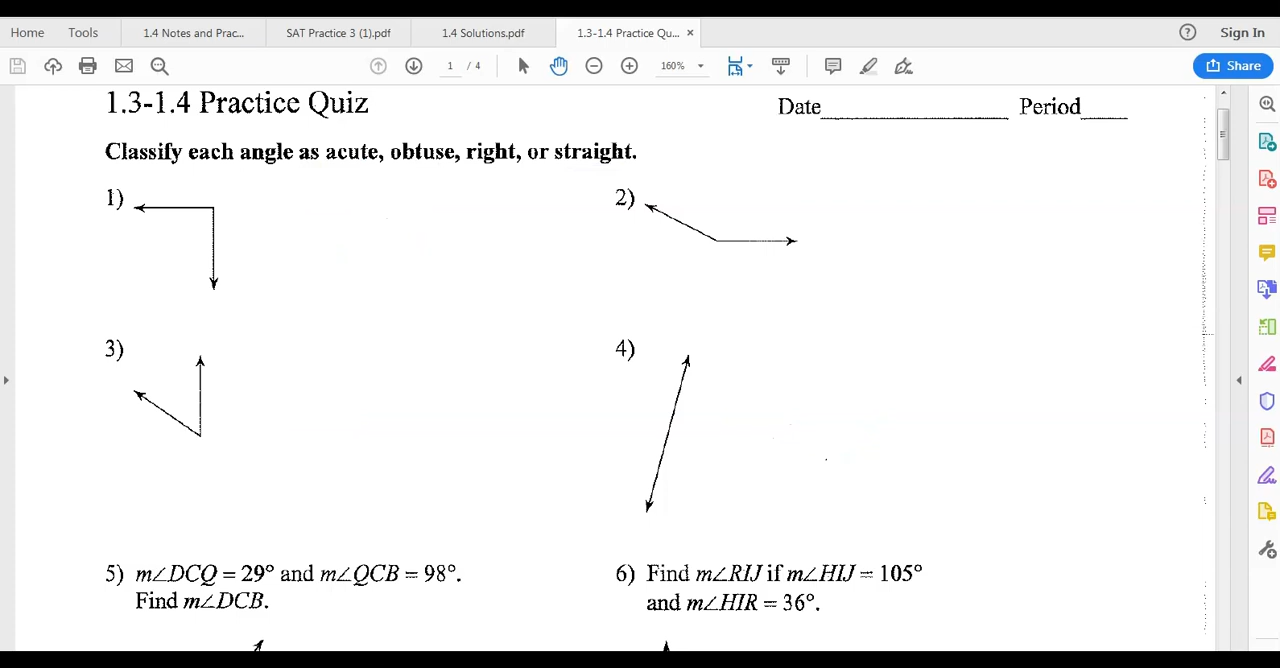 Home Tools 1.4 Notes and Prac... SAT Practice 3 (1).pdf 1.4 Solutions.pdf 1.3-1.4 Practice Qu... × ? Sign In
1 / 4 160% Share
1.3-1.4 Practice Quiz Date Period
Classify each angle as acute, obtuse, right, or straight.
1) 2)
3) 4)
5) m∠DCQ = 29° and m∠QCB = 98°. 6) Find m∠RIJ if m∠HIJ = 105°
Find m∠DCB. and m∠HIR = 36°.